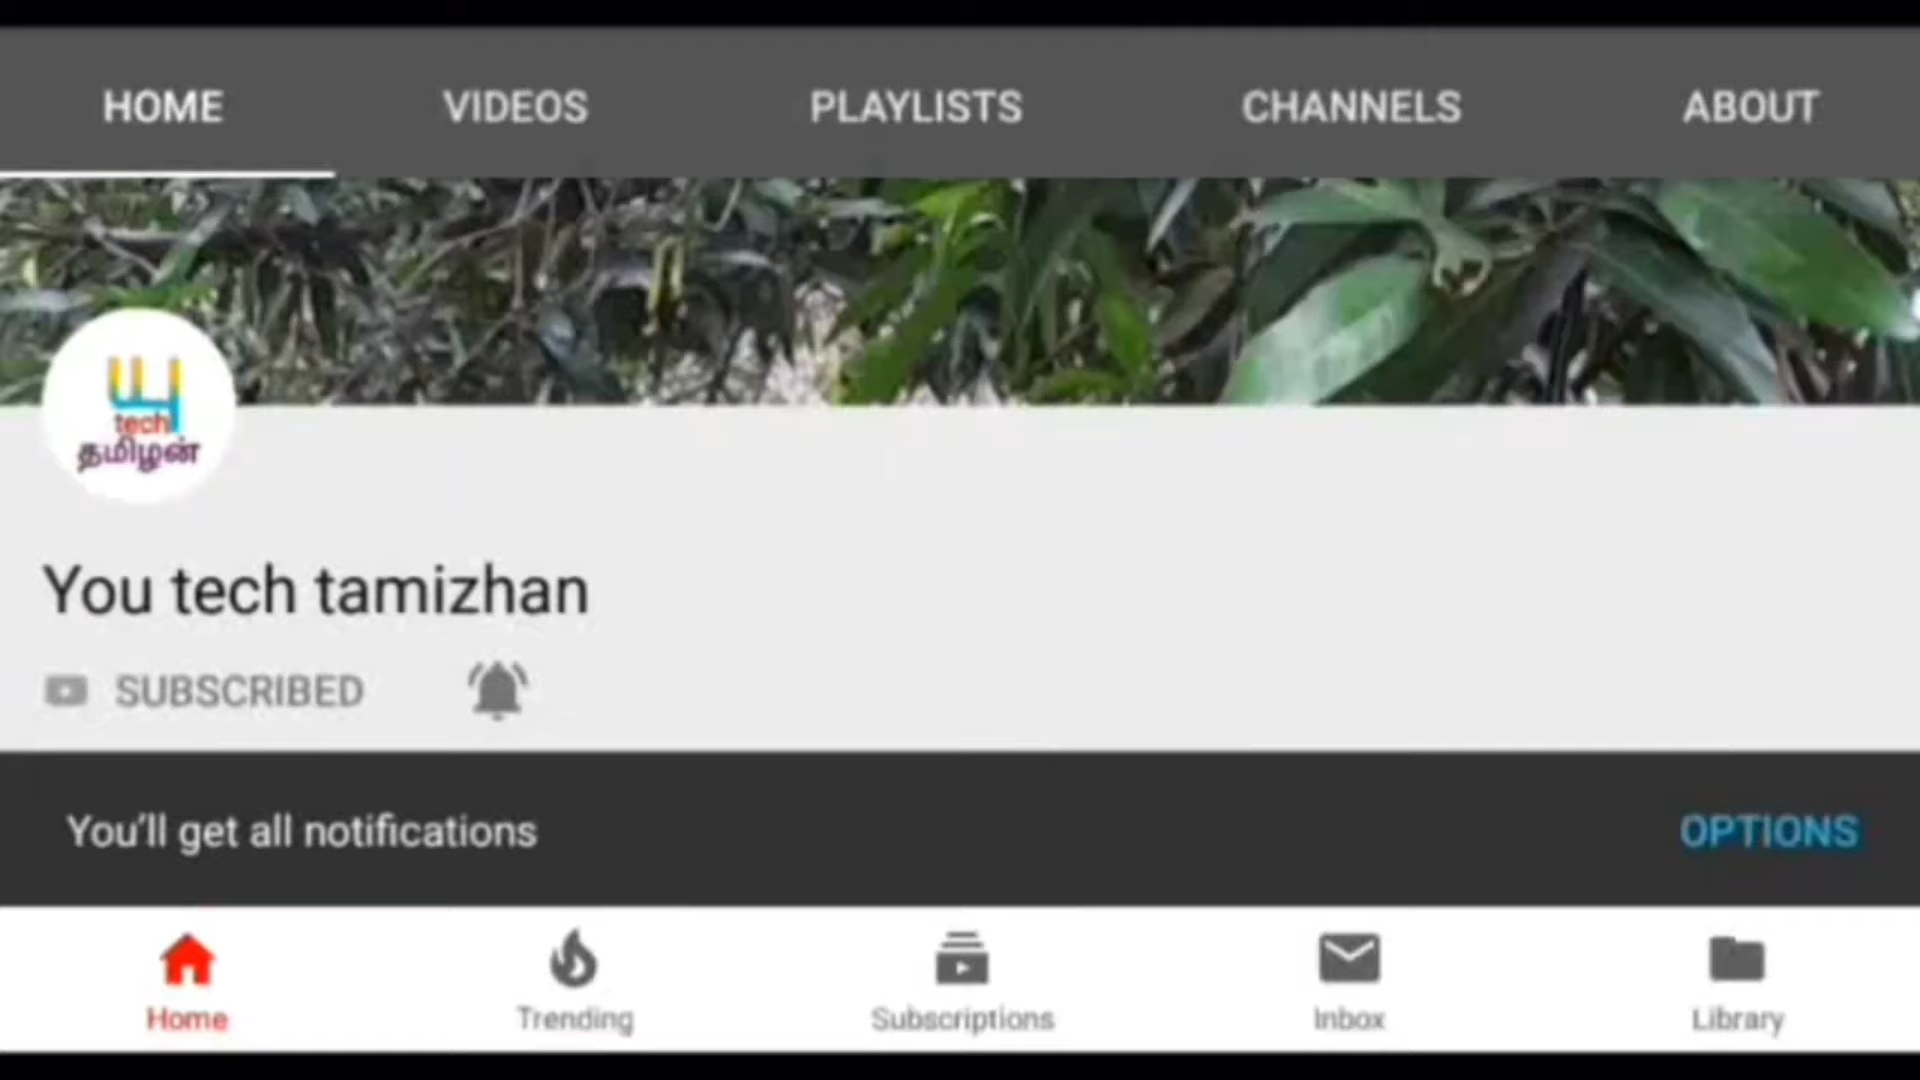 HOME VIDEOS PLAYLISTS CHANNELS ABOUT
tech
தமிழன்
You tech tamizhan
SUBSCRIBED
You'll get all notifications OPTIONS
Home Trending Subscriptions Inbox Library